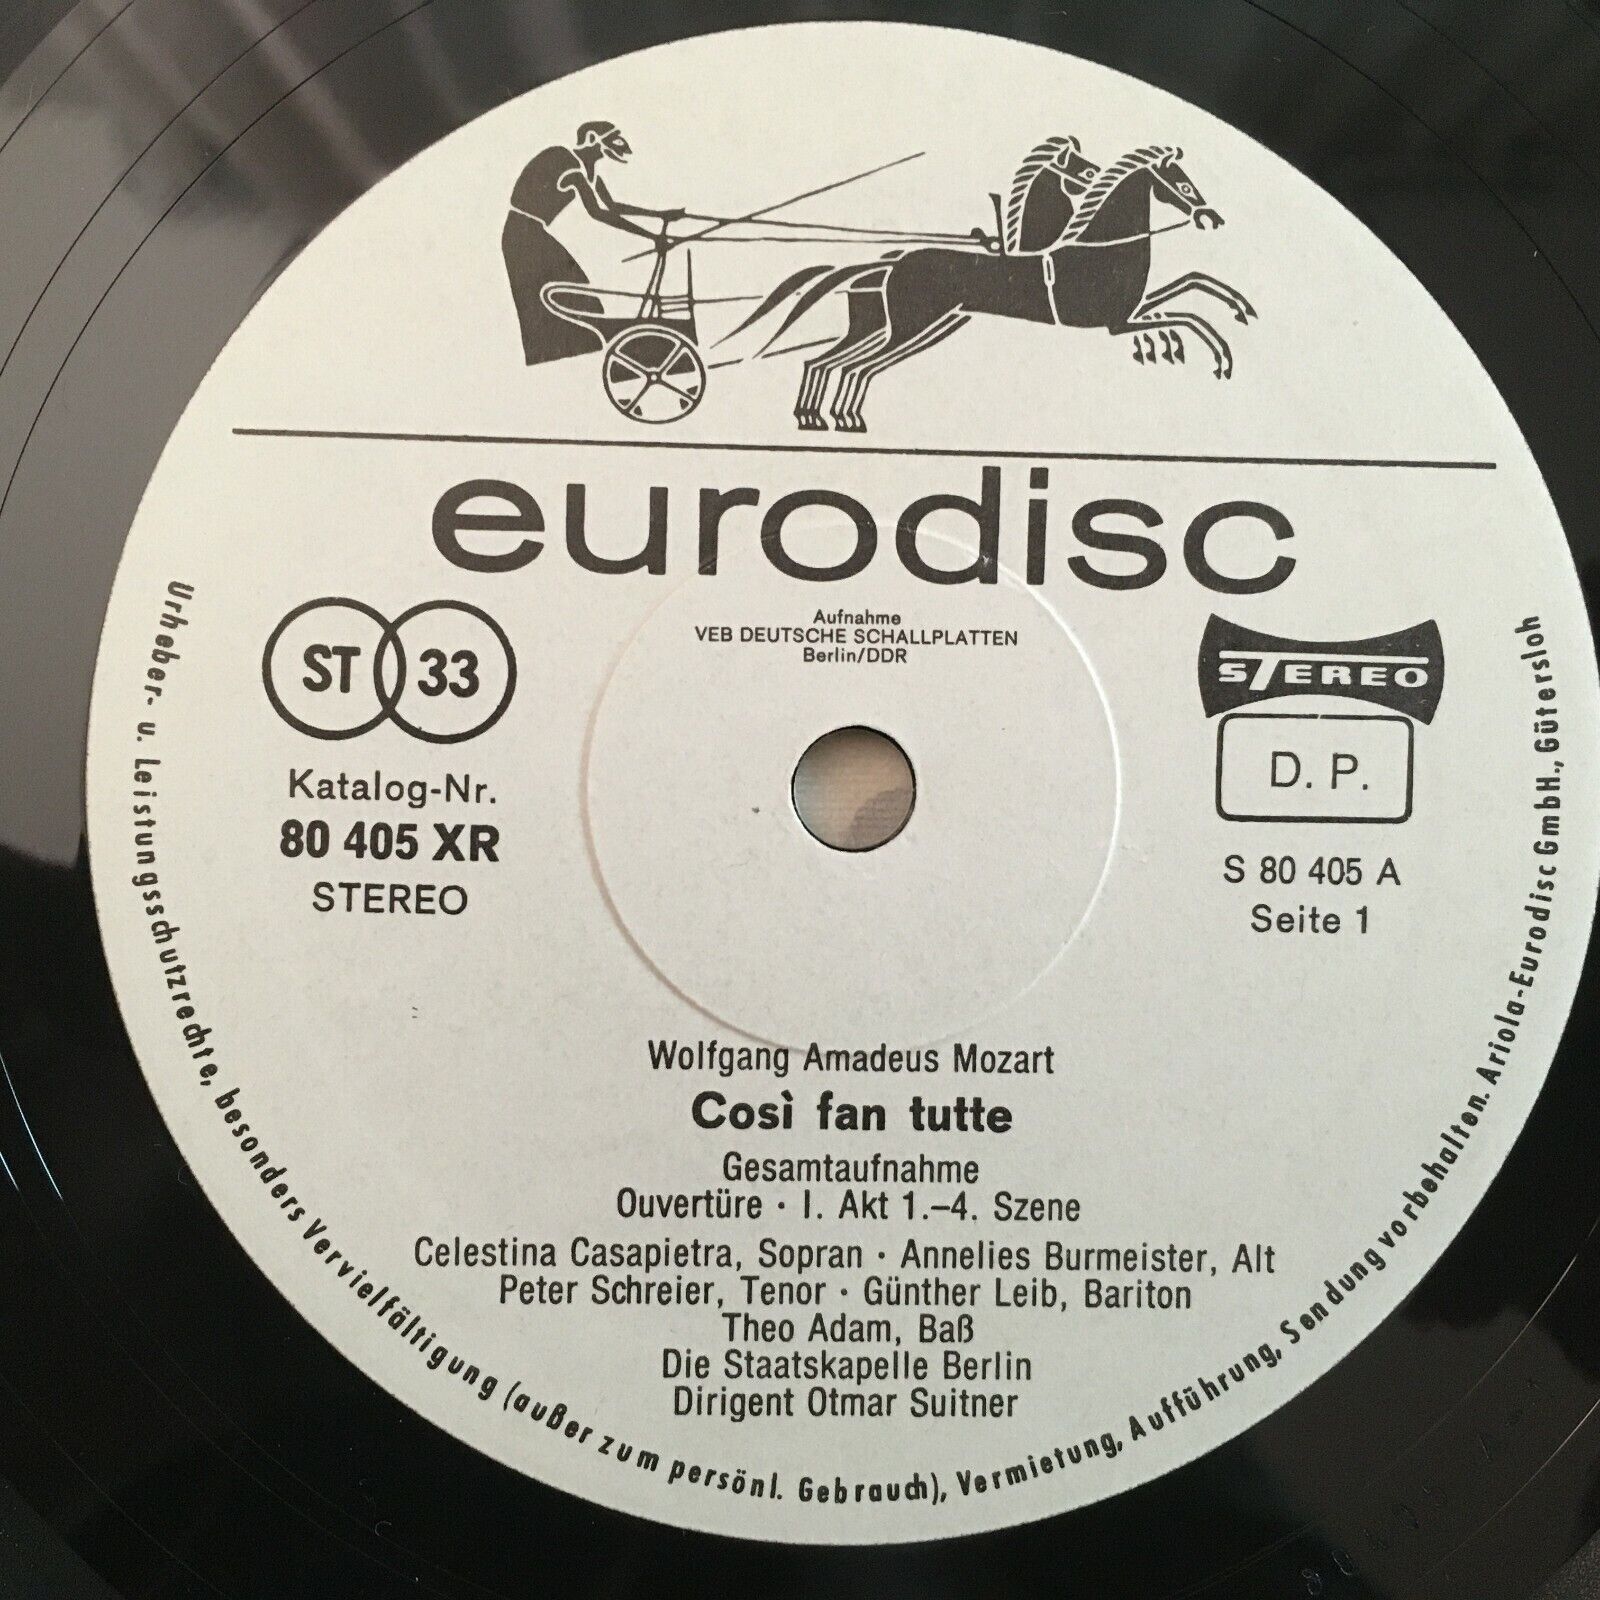 eurodisc
Aufnahme
VEB DEUTSCHE SCHALLPLATTEN
Berlin/DDR
ST 33
Katalog-Nr.
80 405 XR
STEREO
STEREO
D. P.
S 80 405 A
Seite 1
Wolfgang Amadeus Mozart
Così fan tutte
Gesamtaufnahme
Ouvertüre · I. Akt 1.–4. Szene
Celestina Casapietra, Sopran · Annelies Burmeister, Alt
Peter Schreier, Tenor · Günther Leib, Bariton
Theo Adam, Baß
Die Staatskapelle Berlin
Dirigent Otmar Suitner
Urheber- u. Leistungsschutzrechte, besonders Vervielfältigung (außer zum persönl. Gebrauch), Vermietung, Aufführung, Sendung vorbehalten. Ariola-Eurodisc GmbH., Gütersloh